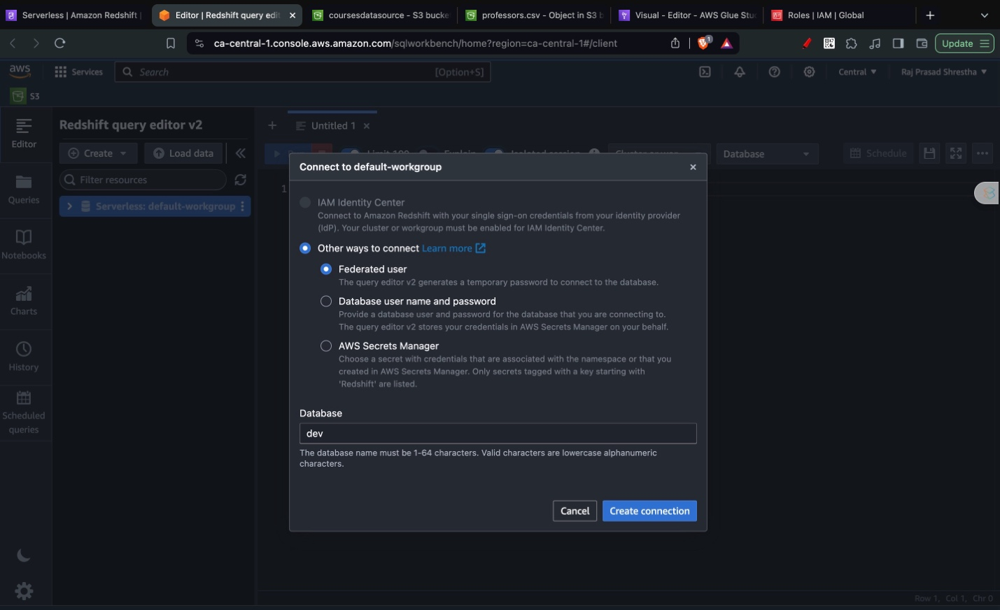 Serverless | Amazon Redshift
Editor | Redshift query edit
coursesdatasource - S3 bucke
professors.csv - Object in S3 b
Visual - Editor - AWS Glue Stud
Roles | IAM | Global
ca-central-1.console.aws.amazon.com/sqlworkbench/home?region=ca-central-1#/client
1
Update
aws
Services
Search
[Option+S]
Central
Raj Prasad Shrestha
S3
Editor
Queries
Notebooks
Charts
History
Scheduled
queries
Redshift query editor v2
Create
Load data
Filter resources
Serverless: default-workgroup
Untitled 1
Limit 100
Explain
Isolated session
Database
Schedule
1
Connect to default-workgroup
IAM Identity Center
Connect to Amazon Redshift with your single sign-on credentials from your identity provider
(IdP). Your cluster or workgroup must be enabled for IAM Identity Center.
Other ways to connect Learn more
Federated user
The query editor v2 generates a temporary password to connect to the database.
Database user name and password
Provide a database user and password for the database that you are connecting to.
The query editor v2 stores your credentials in AWS Secrets Manager on your behalf.
AWS Secrets Manager
Choose a secret with credentials that are associated with the namespace or that you
created in AWS Secrets Manager. Only secrets tagged with a key starting with
'Redshift' are listed.
Database
dev
The database name must be 1-64 characters. Valid characters are lowercase alphanumeric
characters.
Cancel
Create connection
Row 1, Col 1, Chr 0